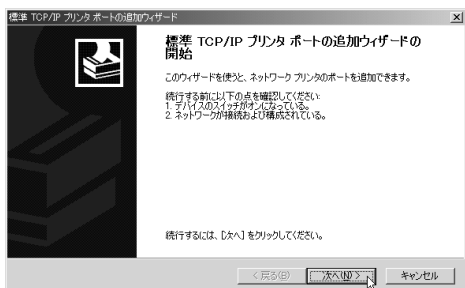 標準 TCP/IP プリンタ ポートの追加ウィザード
標準 TCP/IP プリンタ ポートの追加ウィザードの
開始
このウィザードを使うと、ネットワーク プリンタのポートを追加できます。
続行する前に以下の点を確認してください:
1. デバイスのスイッチがオンになっている。
2. ネットワークが接続および構成されている。
続行するには、[次へ] をクリックしてください。
< 戻る(B)
次へ(N) >
キャンセル